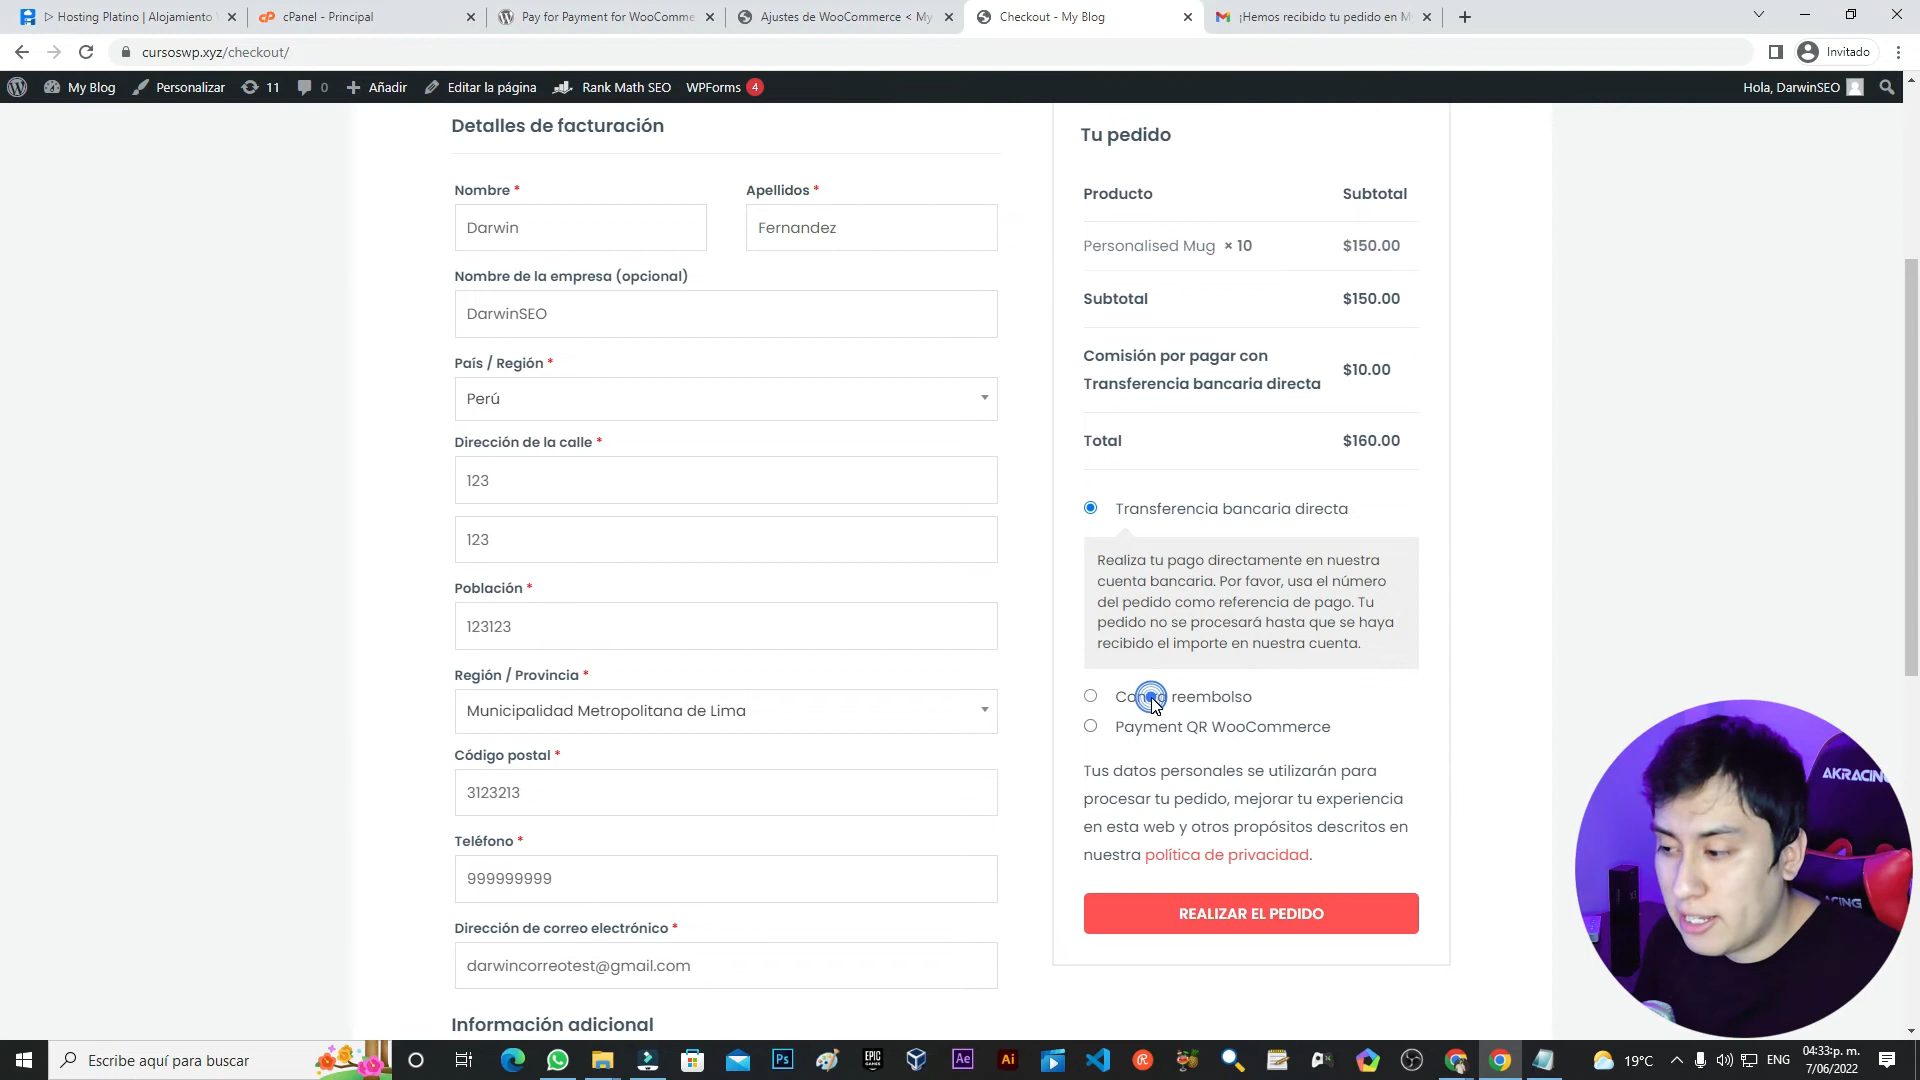 ▷ Hosting Platino | Alojamiento
cPanel - Principal
Pay for Payment for WooComme
Ajustes de WooCommerce < My
Checkout - My Blog
¡Hemos recibido tu pedido en M
cursoswp.xyz/checkout/
Invitado
My Blog
Personalizar
11
0
Añadir
Editar la página
Rank Math SEO
WPForms
4
Hola, DarwinSEO
Detalles de facturación
Nombre *
Apellidos *
Darwin
Fernandez
Nombre de la empresa (opcional)
DarwinSEO
País / Región *
Perú
Dirección de la calle *
123
123
Población *
123123
Región / Provincia *
Municipalidad Metropolitana de Lima
Código postal *
3123213
Teléfono *
999999999
Dirección de correo electrónico *
darwincorreotest@gmail.com
Información adicional
Tu pedido
Producto
Subtotal
Personalised Mug × 10
$150.00
Subtotal
$150.00
Comisión por pagar con
Transferencia bancaria directa
$10.00
Total
$160.00
Transferencia bancaria directa
Realiza tu pago directamente en nuestra
cuenta bancaria. Por favor, usa el número
del pedido como referencia de pago. Tu
pedido no se procesará hasta que se haya
recibido el importe en nuestra cuenta.
Contra reembolso
Payment QR WooCommerce
Tus datos personales se utilizarán para
procesar tu pedido, mejorar tu experiencia
en esta web y otros propósitos descritos en
nuestra política de privacidad.
REALIZAR EL PEDIDO
AKRACING
Escribe aquí para buscar
Ps
EPIC
GAMES
Ae
Ai
19°C
ENG
04:33 p. m.
7/06/2022